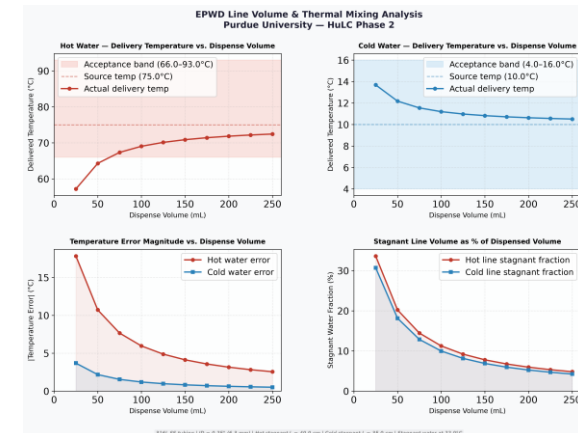 EPWD Line Volume & Thermal Mixing Analysis
Purdue University — HuLC Phase 2
Hot Water — Delivery Temperature vs. Dispense Volume
Delivered Temperature (°C)
90
80
70
60
Acceptance band (66.0–93.0°C)
Source temp (75.0°C)
Actual delivery temp
0 50 100 150 200 250
Dispense Volume (mL)
Cold Water — Delivery Temperature vs. Dispense Volume
Delivered Temperature (°C)
16
14
12
10
8
6
4
Acceptance band (4.0–16.0°C)
Source temp (10.0°C)
Actual delivery temp
0 50 100 150 200 250
Dispense Volume (mL)
Temperature Error Magnitude vs. Dispense Volume
|Temperature Error| (°C)
15
10
5
0
Hot water error
Cold water error
0 50 100 150 200 250
Dispense Volume (mL)
Stagnant Line Volume as % of Dispensed Volume
Stagnant Water Fraction (%)
30
20
10
0
Hot line stagnant fraction
Cold line stagnant fraction
0 50 100 150 200 250
Dispense Volume (mL)